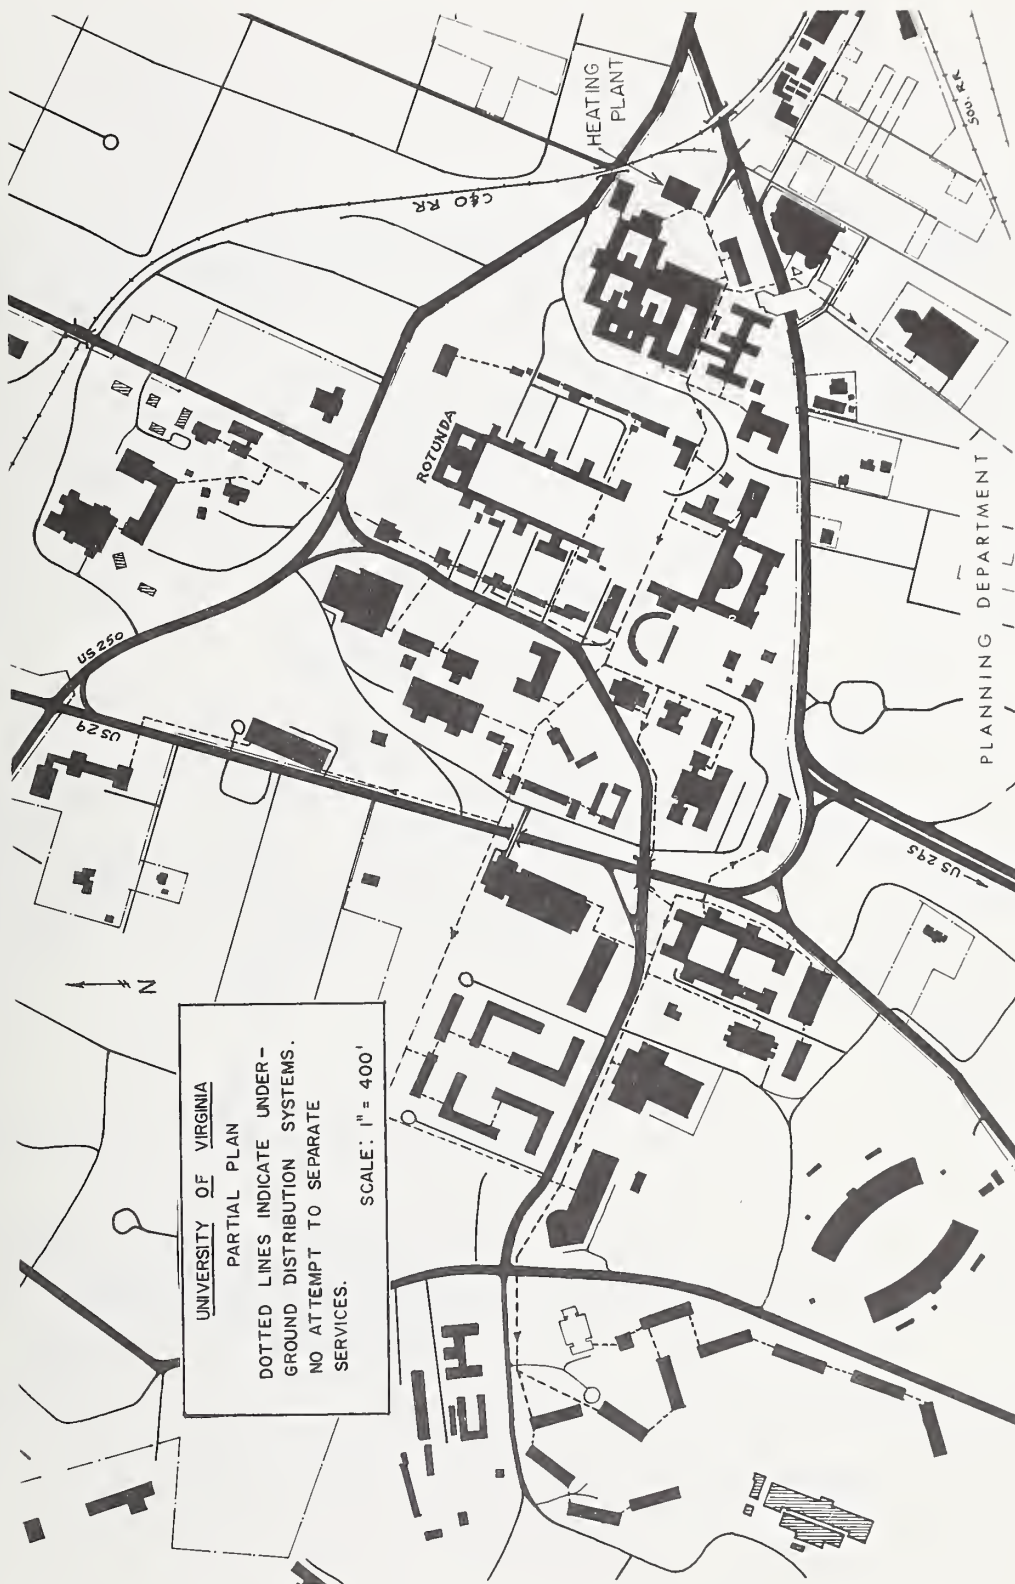 UNIVERSITY OF VIRGINIA
PARTIAL PLAN
DOTTED LINES INDICATE UNDER-
GROUND DISTRIBUTION SYSTEMS.
NO ATTEMPT TO SEPARATE
SERVICES.
SCALE: 1" = 400'
N
US 29
US 250
ROTUNDA
C&O RR
HEATING
PLANT
SOU. RR
US 29S
PLANNING DEPARTMENT